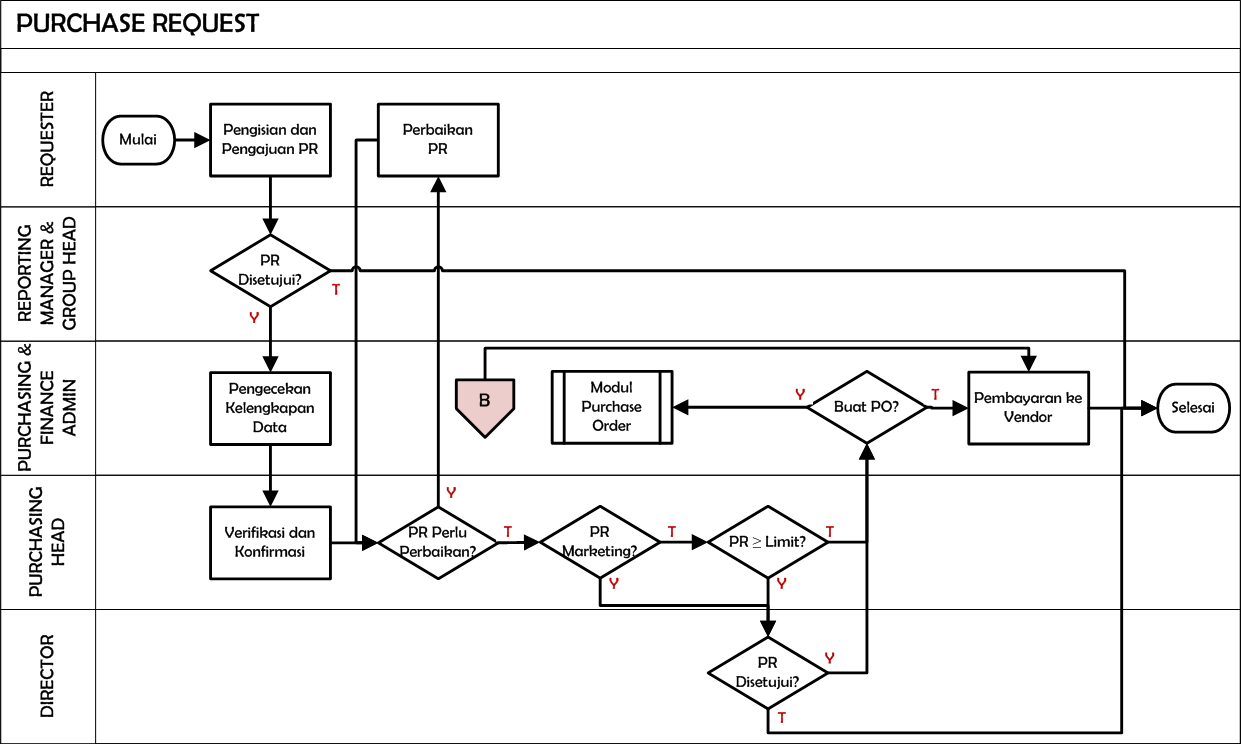 PURCHASE REQUEST
REQUESTER
Mulai
Pengisian dan
Pengajuan PR
Perbaikan
PR
REPORTING
MANAGER &
GROUP HEAD
PR
Disetujui?
T
Y
PURCHASING &
FINANCE
ADMIN
Pengecekan
Kelengkapan
Data
B
Modul
Purchase
Order
Y
Buat PO?
T
Pembayaran ke
Vendor
Selesai
PURCHASING
HEAD
Verifikasi dan
Konfirmasi
Y
PR Perlu
Perbaikan?
T
PR
Marketing?
T
Y
PR ≥ Limit?
T
Y
DIRECTOR
PR
Disetujui?
Y
T